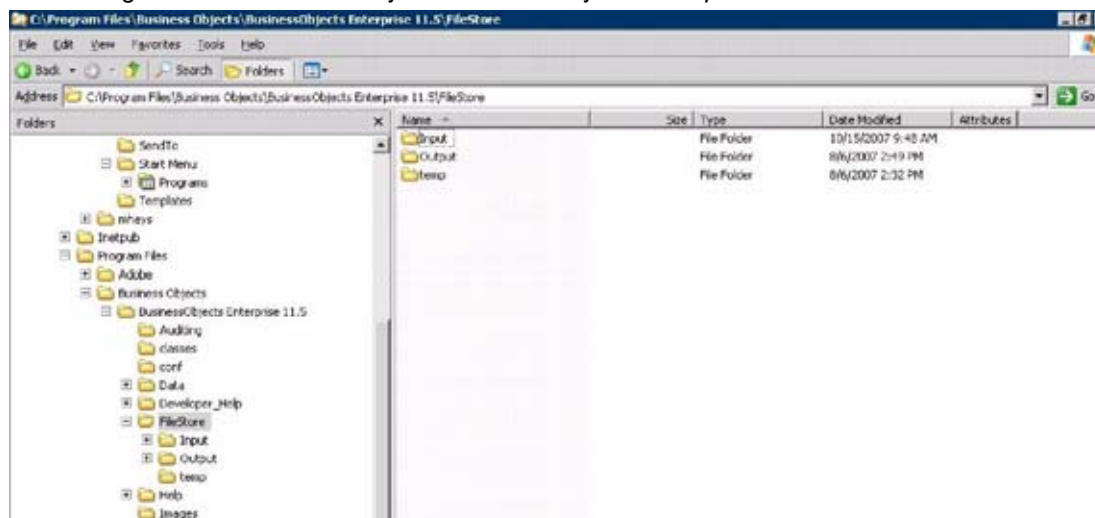 C:\Program Files\Business Objects\BusinessObjects Enterprise 11.5\FileStore
File Edit View Favorites Tools Help
Back Search Folders
Address C:\Program Files\Business Objects\BusinessObjects Enterprise 11.5\FileStore Go
Folders
Name Size Type Date Modified Attributes
Input File Folder 10/15/2007 9:48 AM
Output File Folder 8/6/2007 2:49 PM
temp File Folder 8/6/2007 2:32 PM
SendTo
Start Menu
Programs
Templates
mhays
Inetpub
Program Files
Adobe
Business Objects
BusinessObjects Enterprise 11.5
Auditing
classes
conf
Data
Developer_Help
FileStore
Input
Output
temp
Help
Images